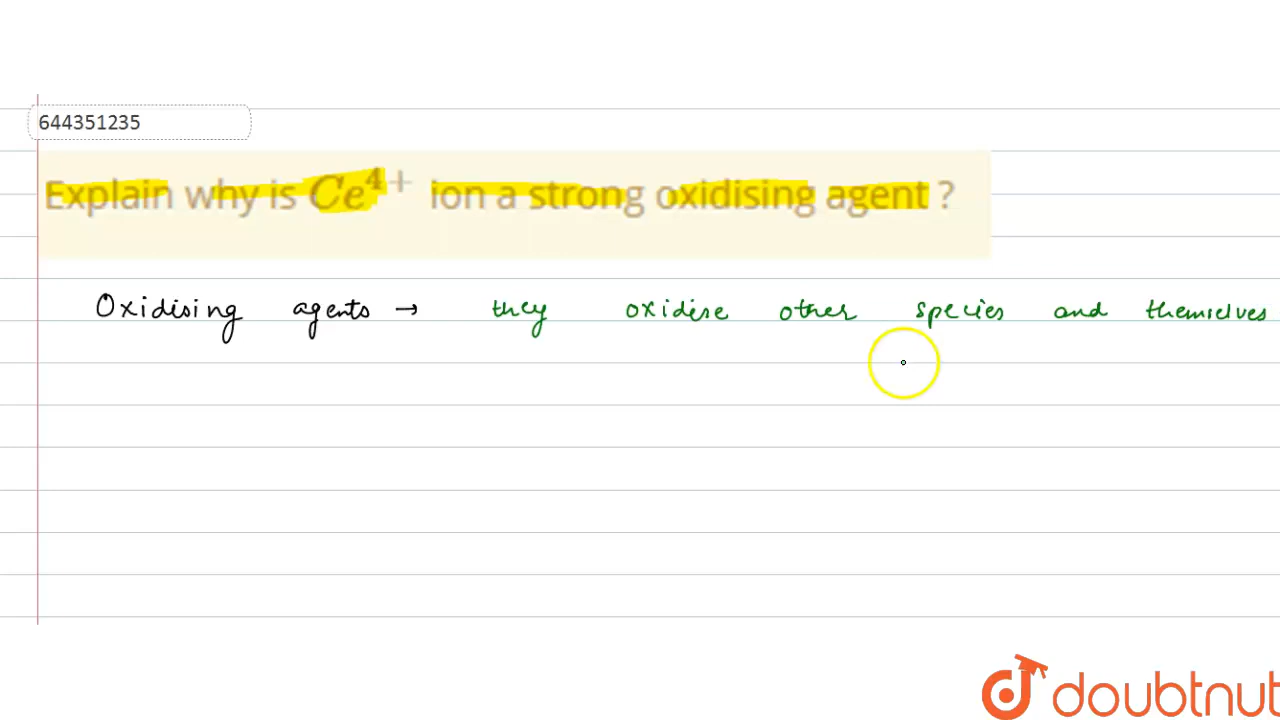 644351235
Explain why is Ce⁴⁺ ion a strong oxidising agent ?
Oxidising agents → they oxidise other species and themselves
doubtnut